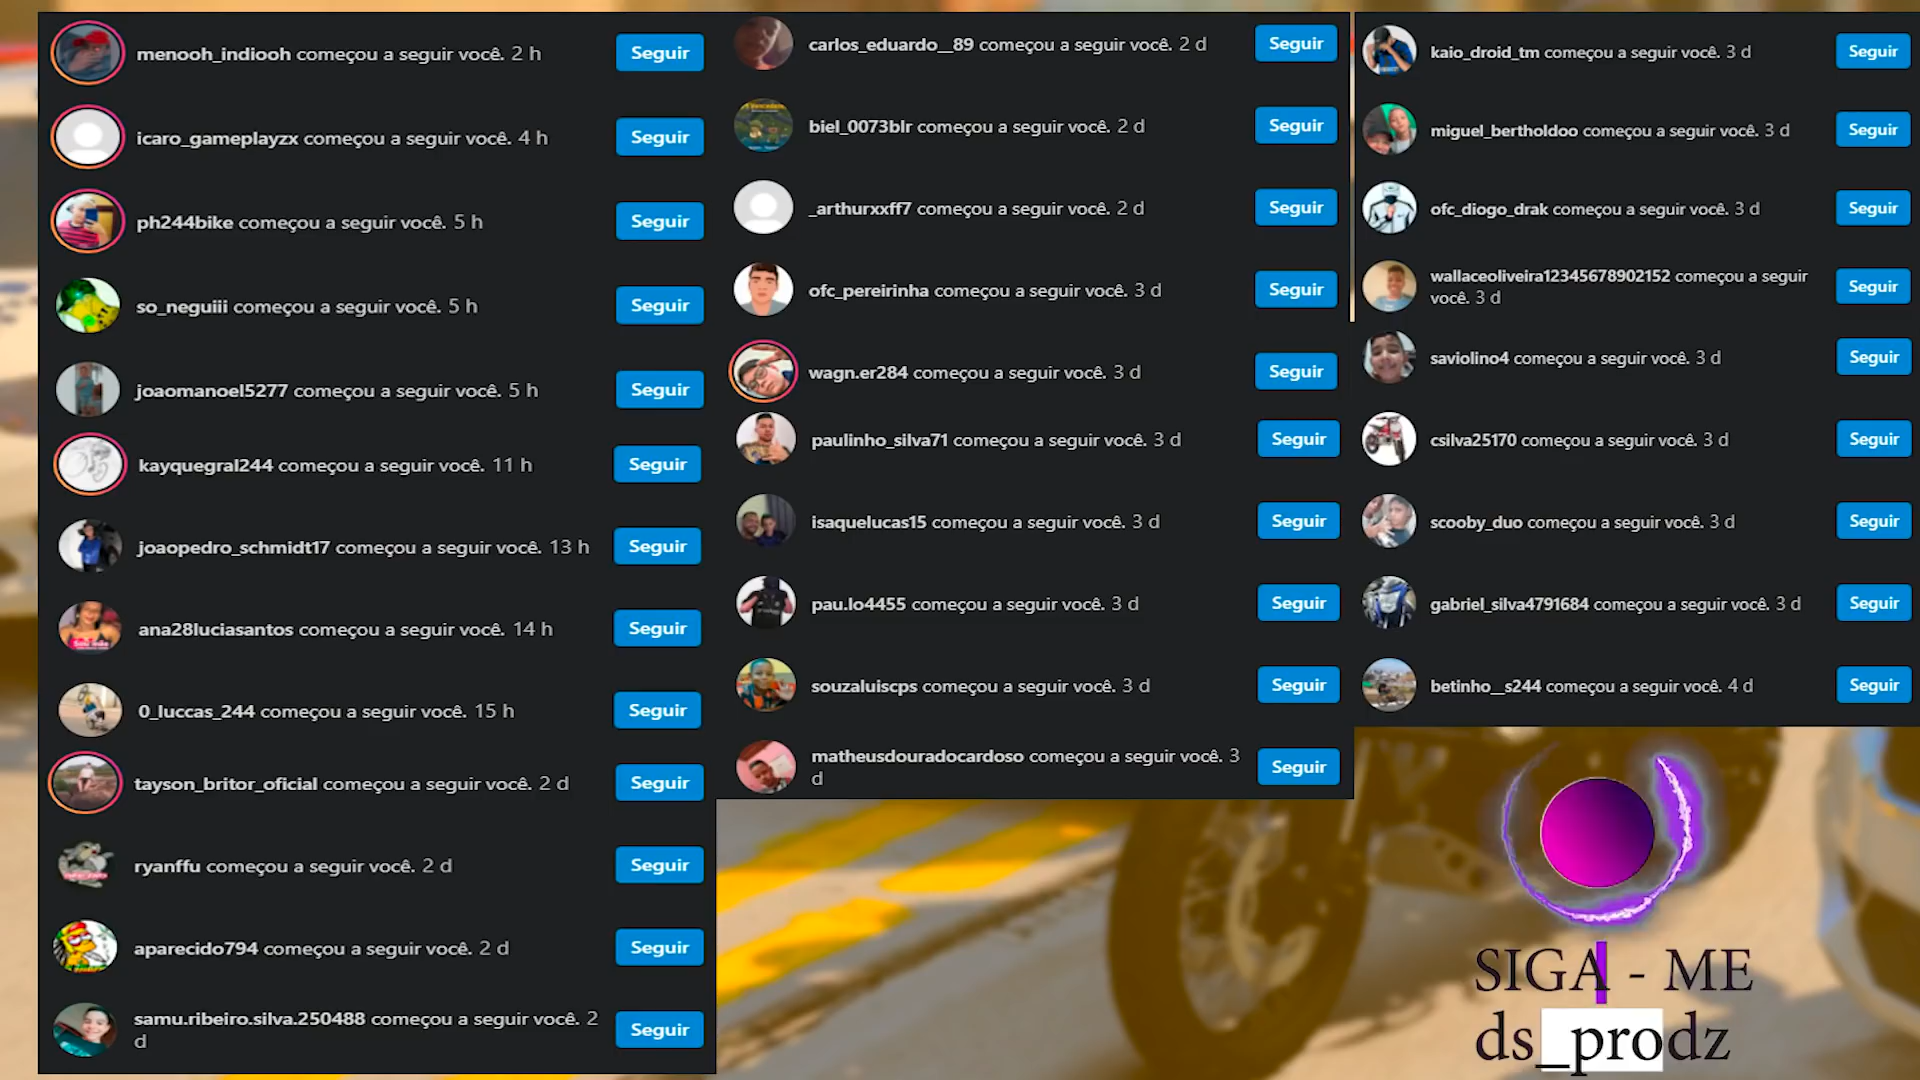 menooh_indiooh começou a seguir você. 2 h
Seguir
icaro_gameplayzx começou a seguir você. 4 h
Seguir
ph244bike começou a seguir você. 5 h
Seguir
so_neguiii começou a seguir você. 5 h
Seguir
joaomanoel5277 começou a seguir você. 5 h
Seguir
kayquegral244 começou a seguir você. 11 h
Seguir
joaopedro_schmidt17 começou a seguir você. 13 h
Seguir
ana28luciasantos começou a seguir você. 14 h
Seguir
0_luccas_244 começou a seguir você. 15 h
Seguir
tayson_britor_oficial começou a seguir você. 2 d
Seguir
ryanffu começou a seguir você. 2 d
Seguir
aparecido794 começou a seguir você. 2 d
Seguir
samu.ribeiro.silva.250488 começou a seguir você. 2
d
Seguir
carlos_eduardo__89 começou a seguir você. 2 d
Seguir
biel_0073blr começou a seguir você. 2 d
Seguir
_arthurxxff7 começou a seguir você. 2 d
Seguir
ofc_pereirinha começou a seguir você. 3 d
Seguir
wagn.er284 começou a seguir você. 3 d
Seguir
paulinho_silva71 começou a seguir você. 3 d
Seguir
isaquelucas15 começou a seguir você. 3 d
Seguir
pau.lo4455 começou a seguir você. 3 d
Seguir
souzaluiscps começou a seguir você. 3 d
Seguir
matheusdouradocardoso começou a seguir você. 3
d
Seguir
kaio_droid_tm começou a seguir você. 3 d
Seguir
miguel_bertholdoo começou a seguir você. 3 d
Seguir
ofc_diogo_drak começou a seguir você. 3 d
Seguir
wallaceoliveira12345678902152 começou a seguir
você. 3 d
Seguir
saviolino4 começou a seguir você. 3 d
Seguir
csilva25170 começou a seguir você. 3 d
Seguir
scooby_duo começou a seguir você. 3 d
Seguir
gabriel_silva4791684 começou a seguir você. 3 d
Seguir
betinho__s244 começou a seguir você. 4 d
Seguir
SIGA - ME
ds_prodz